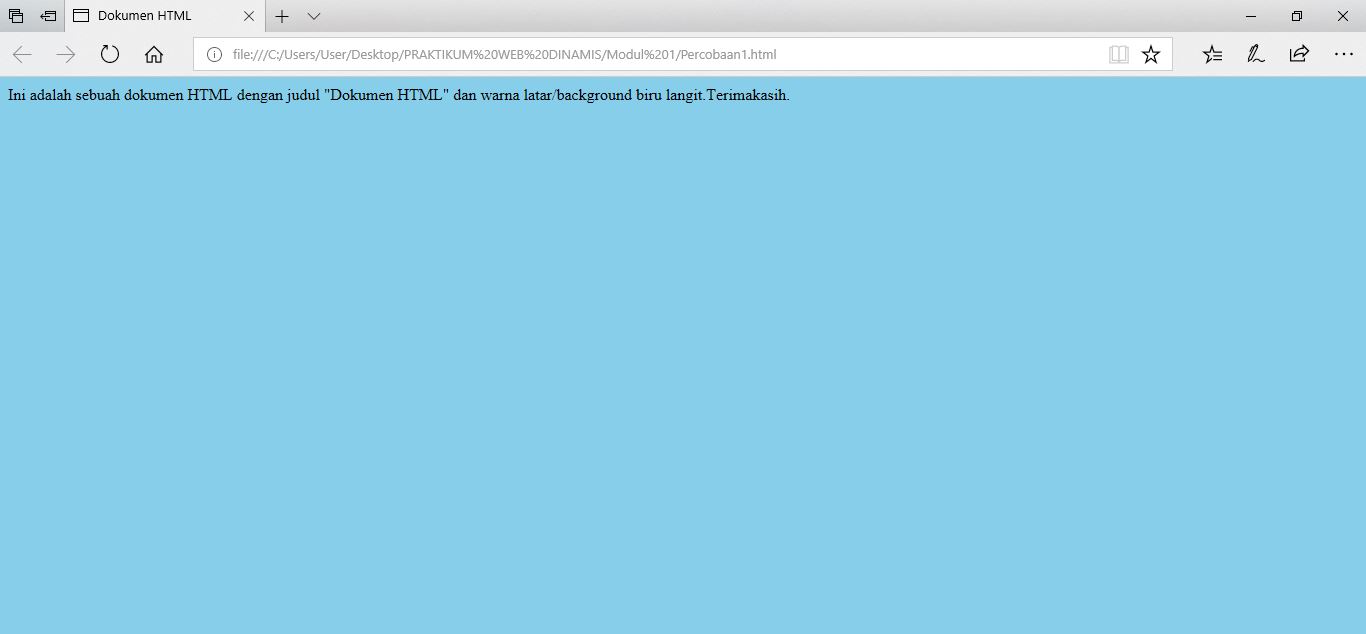 Dokumen HTML
file:///C:/Users/User/Desktop/PRAKTIKUM%20WEB%20DINAMIS/Modul%201/Percobaan1.html
Ini adalah sebuah dokumen HTML dengan judul "Dokumen HTML" dan warna latar/background biru langit.Terimakasih.